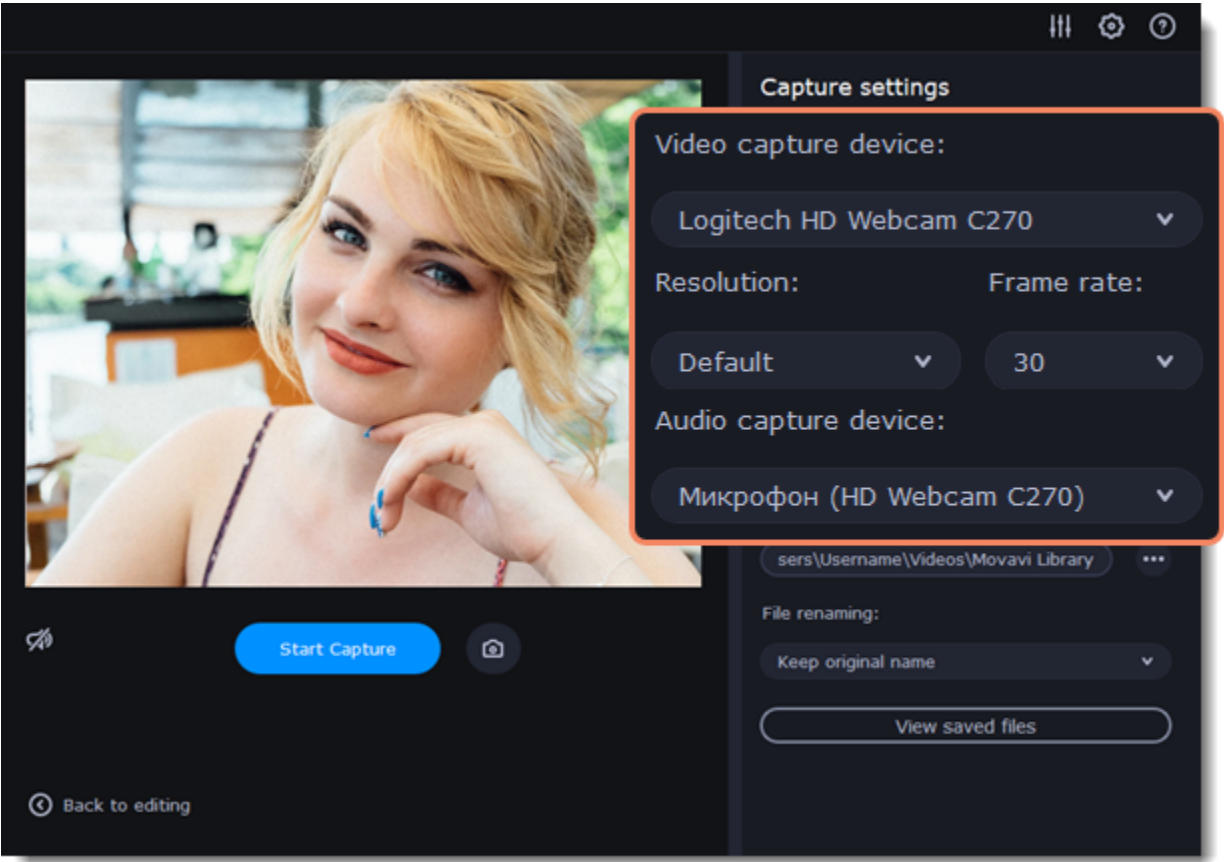 Capture settings
Video capture device:
Logitech HD Webcam C270
Resolution: Frame rate:
Default 30
Audio capture device:
Микрофон (HD Webcam C270)
sers\Username\Videos\Movavi Library
File renaming:
Keep original name
View saved files
Start Capture
Back to editing